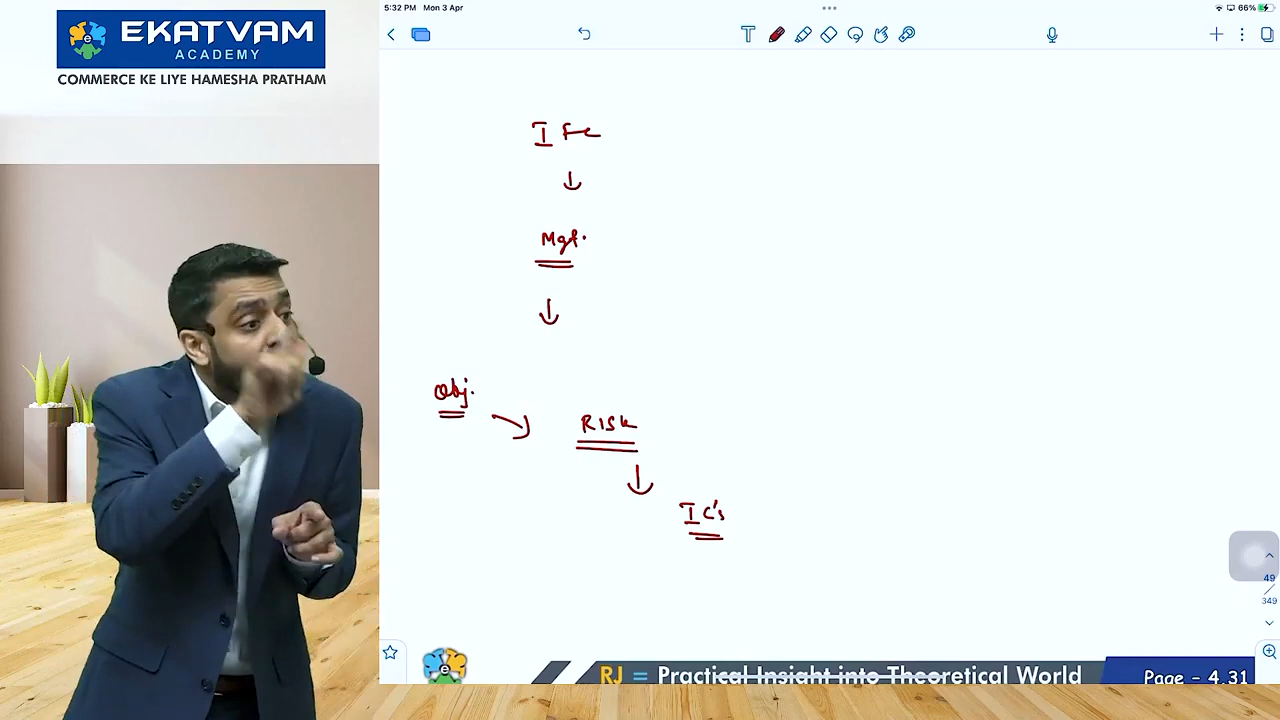 EKATVAM
ACADEMY
COMMERCE KE LIYE HAMESHA PRATHAM
5:32 PM Mon 3 Apr
66%
I FC
Mgt.
Obj.
RISK
IC's
49
349
RJ = Practical Insight into Theoretical World
Page - 4.31